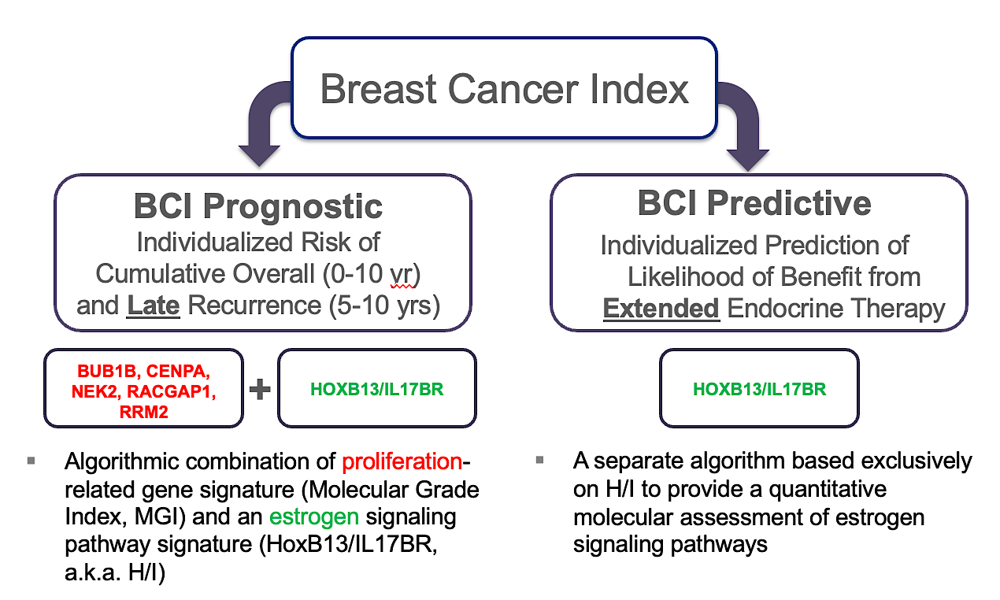 Breast Cancer Index
BCI Prognostic
Individualized Risk of
Cumulative Overall (0-10 yr)
and Late Recurrence (5-10 yrs)
BCI Predictive
Individualized Prediction of
Likelihood of Benefit from
Extended Endocrine Therapy
BUB1B, CENPA,
NEK2, RACGAP1,
RRM2
+
HOXB13/IL17BR
HOXB13/IL17BR
▪ Algorithmic combination of proliferation-
related gene signature (Molecular Grade
Index, MGI) and an estrogen signaling
pathway signature (HoxB13/IL17BR,
a.k.a. H/I)
▪ A separate algorithm based exclusively
on H/I to provide a quantitative
molecular assessment of estrogen
signaling pathways